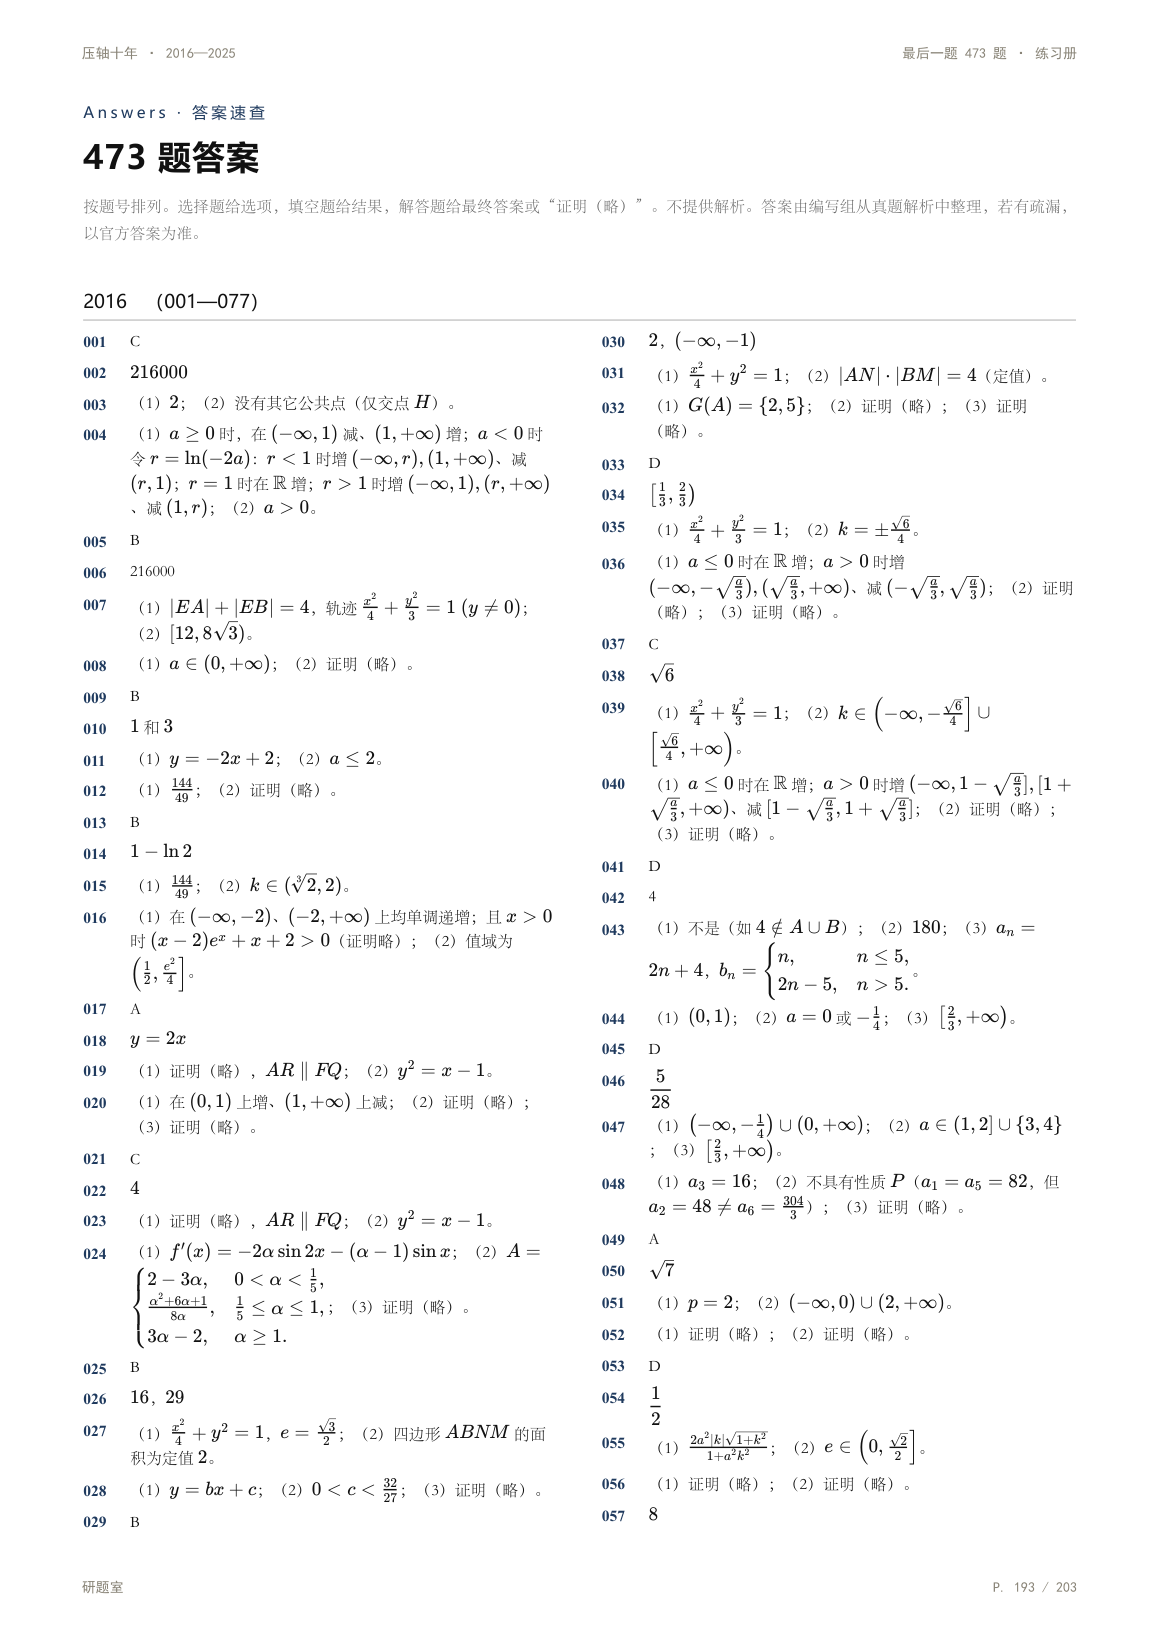 压轴十年 · 2016—2025
最后一题 473 题 · 练习册
Answers · 答案速查
473 题答案
按题号排列。选择题给选项，填空题给结果，解答题给最终答案或“证明（略）”。不提供解析。答案由编写组从真题解析中整理，若有疏漏，
以官方答案为准。
2016 （001—077）
001 C
002 216000
003 （1）2；（2）没有其它公共点（仅交点 H）。
004 （1）a ≥ 0 时，在 (−∞, 1) 减、(1, +∞) 增；a < 0 时
令 r = ln(−2a)：r < 1 时增 (−∞, r), (1, +∞)、减
(r, 1)；r = 1 时在 ℝ 增；r > 1 时增 (−∞, 1), (r, +∞)
、减 (1, r)；（2）a > 0。
005 B
006 216000
007 （1）|EA| + |EB| = 4，轨迹 x²/4 + y²/3 = 1 (y ≠ 0)；
（2）[12, 8√3)。
008 （1）a ∈ (0, +∞)；（2）证明（略）。
009 B
010 1 和 3
011 （1）y = −2x + 2；（2）a ≤ 2。
012 （1）144/49；（2）证明（略）。
013 B
014 1 − ln 2
015 （1）144/49；（2）k ∈ (∛2, 2)。
016 （1）在 (−∞, −2)、(−2, +∞) 上均单调递增；且 x > 0
时 (x − 2)eˣ + x + 2 > 0（证明略）；（2）值域为
(1/2, e²/4]。
017 A
018 y = 2x
019 （1）证明（略），AR ∥ FQ；（2）y² = x − 1。
020 （1）在 (0, 1) 上增、(1, +∞) 上减；（2）证明（略）；
（3）证明（略）。
021 C
022 4
023 （1）证明（略），AR ∥ FQ；（2）y² = x − 1。
024 （1）f′(x) = −2α sin 2x − (α − 1) sin x；（2）A =
{ 2 − 3α, 0 < α < 1/5,
(α²+6α+1)/(8α), 1/5 ≤ α ≤ 1,；（3）证明（略）。
3α − 2, α ≥ 1.
025 B
026 16，29
027 （1）x²/4 + y² = 1，e = √3/2；（2）四边形 ABNM 的面
积为定值 2。
028 （1）y = bx + c；（2）0 < c < 32/27；（3）证明（略）。
029 B
030 2，(−∞, −1)
031 （1）x²/4 + y² = 1；（2）|AN| · |BM| = 4（定值）。
032 （1）G(A) = {2, 5}；（2）证明（略）；（3）证明
（略）。
033 D
034 [1/3, 2/3)
035 （1）x²/4 + y²/3 = 1；（2）k = ±√6/4。
036 （1）a ≤ 0 时在 ℝ 增；a > 0 时增
(−∞, −√(a/3)), (√(a/3), +∞)、减 (−√(a/3), √(a/3))；（2）证明
（略）；（3）证明（略）。
037 C
038 √6
039 （1）x²/4 + y²/3 = 1；（2）k ∈ (−∞, −√6/4] ∪
[√6/4, +∞)。
040 （1）a ≤ 0 时在 ℝ 增；a > 0 时增 (−∞, 1 − √(a/3)], [1 +
√(a/3), +∞)、减 [1 − √(a/3), 1 + √(a/3)]；（2）证明（略）；
（3）证明（略）。
041 D
042 4
043 （1）不是（如 4 ∉ A ∪ B）；（2）180；（3）aₙ =
2n + 4，bₙ = { n, n ≤ 5,
2n − 5, n > 5.。
044 （1）(0, 1)；（2）a = 0 或 −1/4；（3）[2/3, +∞)。
045 D
046 5/28
047 （1）(−∞, −1/4) ∪ (0, +∞)；（2）a ∈ (1, 2] ∪ {3, 4}
；（3）[2/3, +∞)。
048 （1）a₃ = 16；（2）不具有性质 P（a₁ = a₅ = 82，但
a₂ = 48 ≠ a₆ = 304/3）；（3）证明（略）。
049 A
050 √7
051 （1）p = 2；（2）(−∞, 0) ∪ (2, +∞)。
052 （1）证明（略）；（2）证明（略）。
053 D
054 1/2
055 （1）2a²|k|√(1+k²)/(1+a²k²)；（2）e ∈ (0, √2/2]。
056 （1）证明（略）；（2）证明（略）。
057 8
研题室
P. 193 / 203